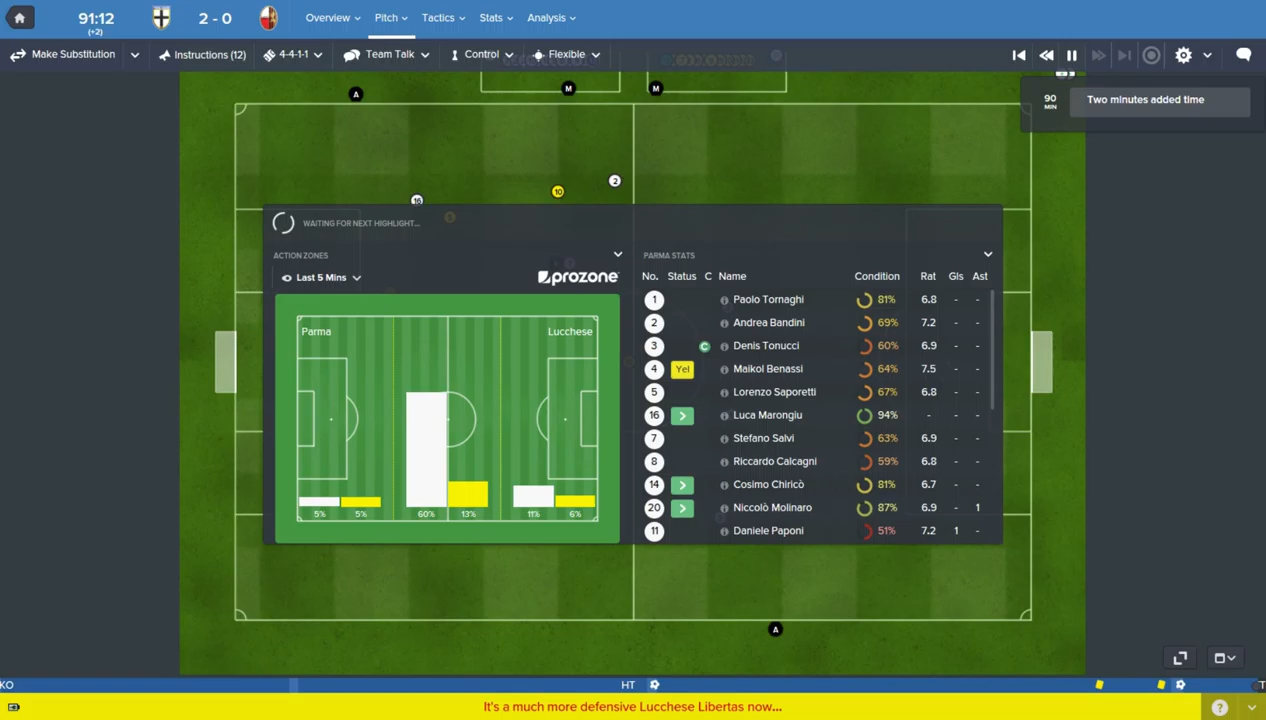 91:12
(+2)
2 - 0
Overview
Pitch
Tactics
Stats
Analysis
Make Substitution
Instructions (12)
4-4-1-1
Team Talk
Control
Flexible
A
M
M
90
MIN
Two minutes added time
2
10
16
WAITING FOR NEXT HIGHLIGHT...
ACTION ZONES
Last 5 Mins
prozone
Parma
Lucchese
5%
5%
60%
13%
11%
6%
PARMA STATS
No. Status C Name Condition Rat Gls Ast
1 Paolo Tornaghi 81% 6.8 - -
2 Andrea Bandini 69% 7.2 - -
3 C Denis Tonucci 60% 6.9 - -
4 Yel Maikol Benassi 64% 7.5 - -
5 Lorenzo Saporetti 67% 6.8 - -
16 Luca Marongiu 94% - - -
7 Stefano Salvi 63% 6.9 - -
8 Riccardo Calcagni 59% 6.8 - -
14 Cosimo Chiricò 81% 6.7 - -
20 Niccolò Molinaro 87% 6.9 - 1
11 Daniele Paponi 51% 7.2 1 -
A
KO
HT
It's a much more defensive Lucchese Libertas now...
?